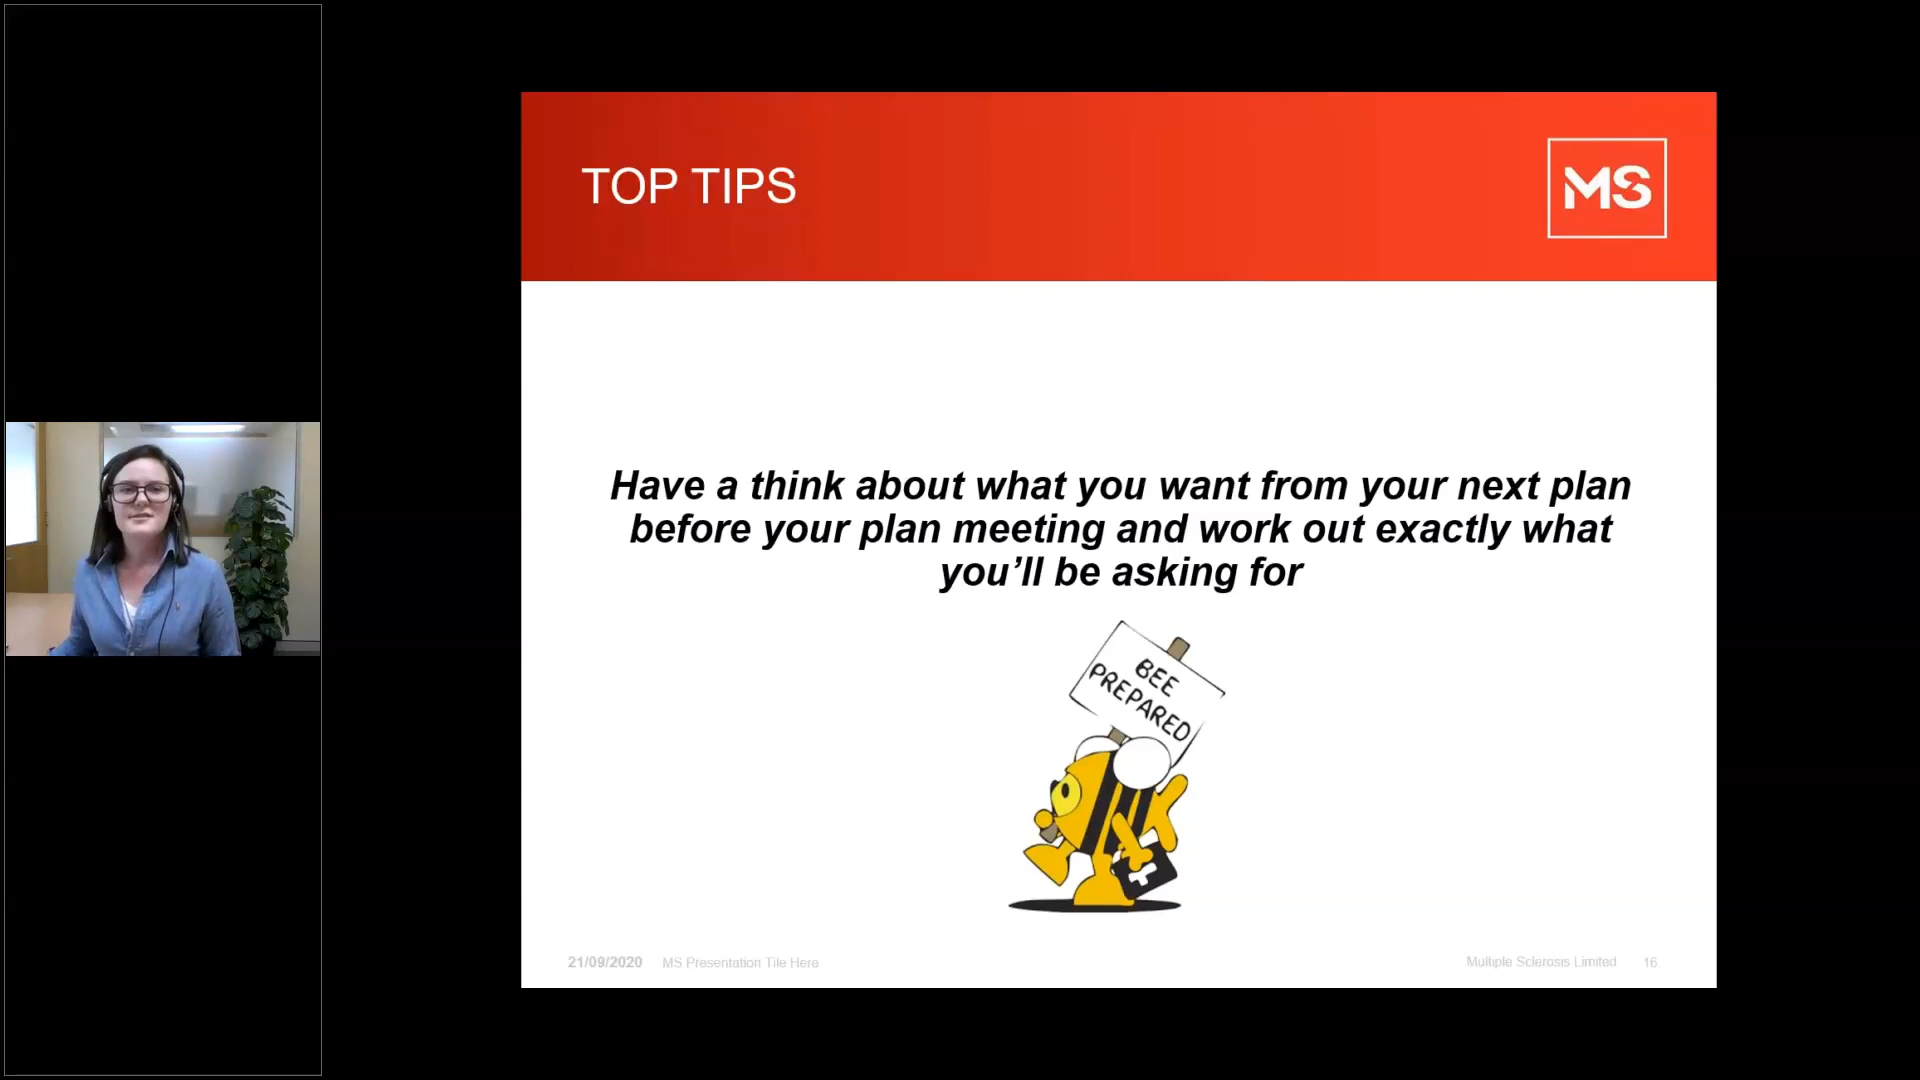 TOP TIPS
MS
Have a think about what you want from your next plan
before your plan meeting and work out exactly what
you’ll be asking for
BEE
PREPARED
21/09/2020 MS Presentation Tile Here
Multiple Sclerosis Limited 16